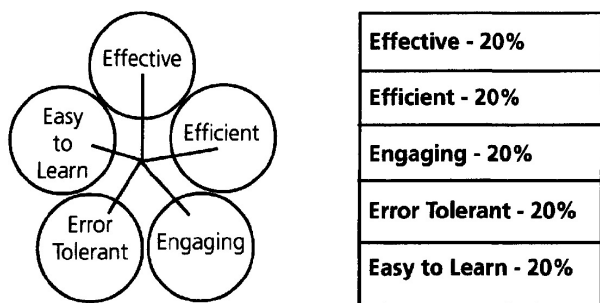 Effective
Efficient
Engaging
Error
Tolerant
Easy
to
Learn
Effective - 20%
Efficient - 20%
Engaging - 20%
Error Tolerant - 20%
Easy to Learn - 20%